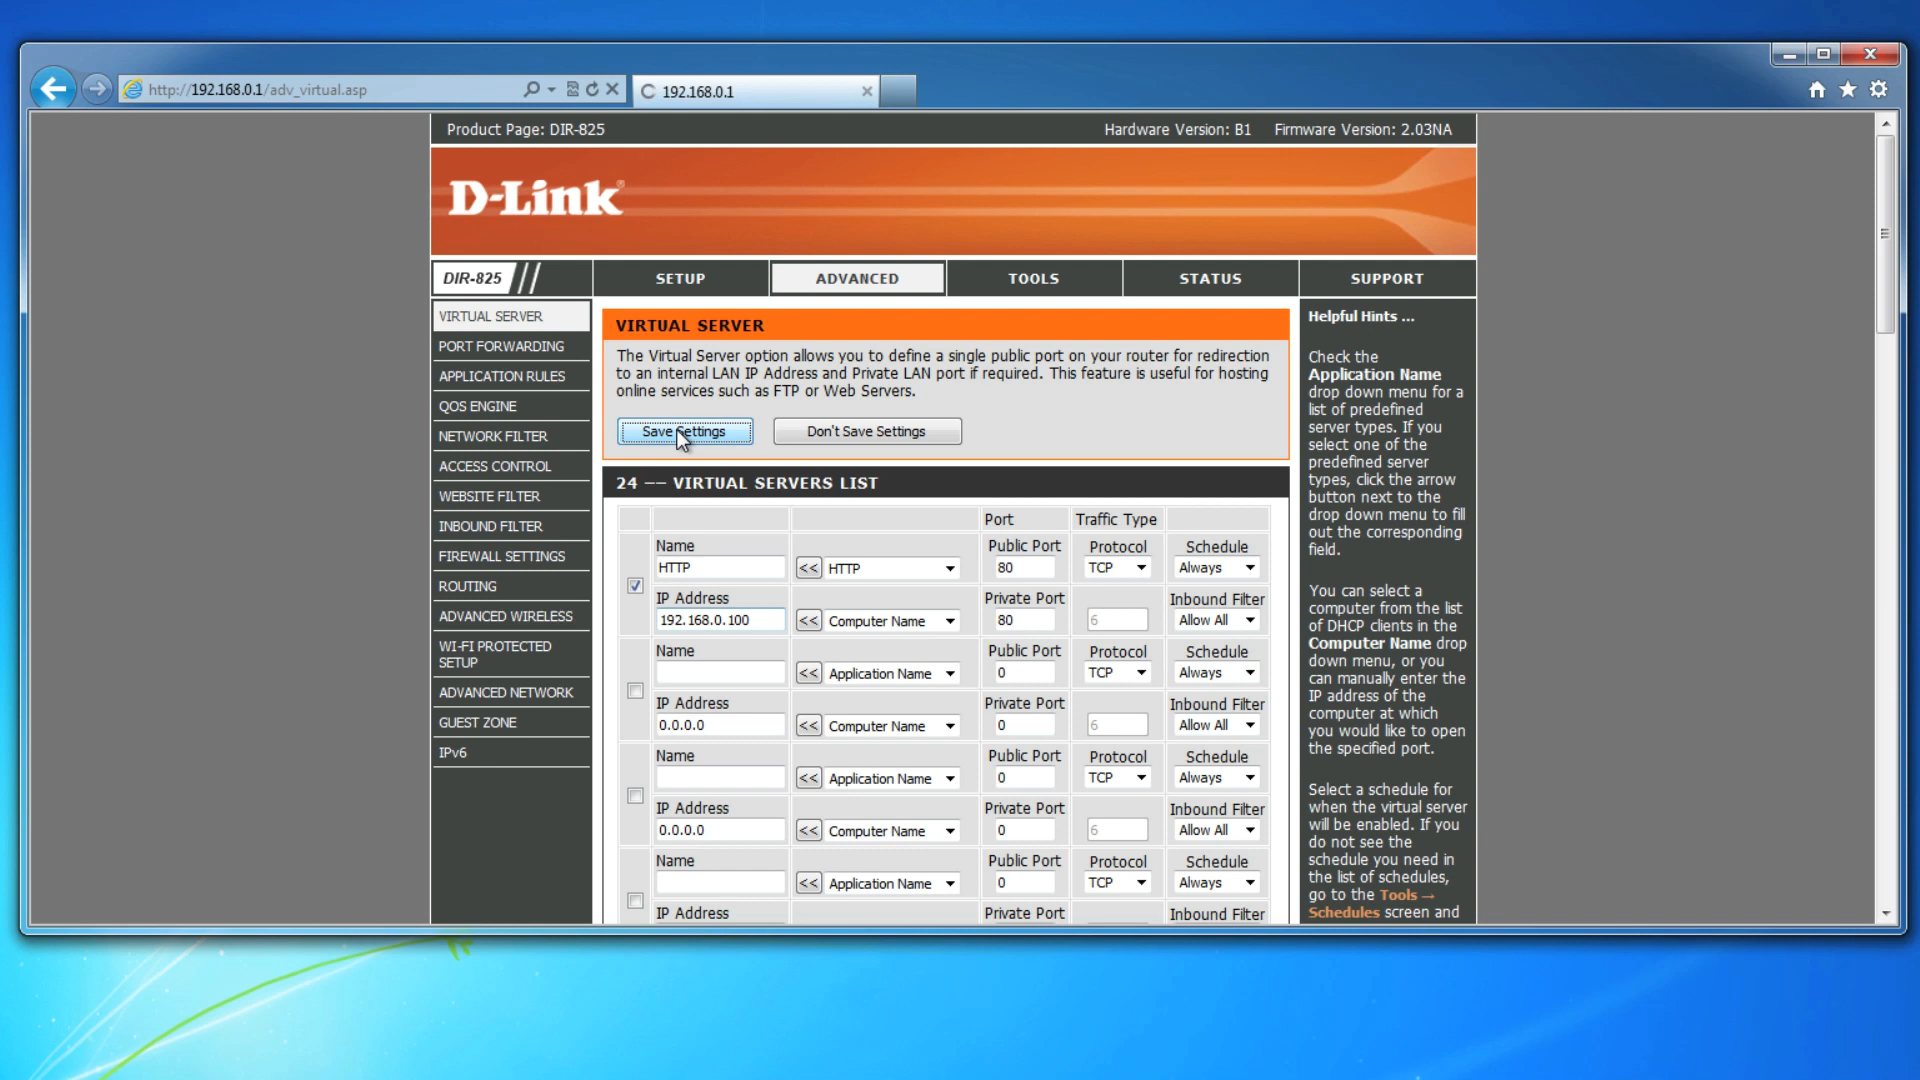 http://192.168.0.1/adv_virtual.asp
192.168.0.1
Product Page: DIR-825
Hardware Version: B1 Firmware Version: 2.03NA
D-Link®
DIR-825
SETUP
ADVANCED
TOOLS
STATUS
SUPPORT
VIRTUAL SERVER
PORT FORWARDING
APPLICATION RULES
QOS ENGINE
NETWORK FILTER
ACCESS CONTROL
WEBSITE FILTER
INBOUND FILTER
FIREWALL SETTINGS
ROUTING
ADVANCED WIRELESS
WI-FI PROTECTED
SETUP
ADVANCED NETWORK
GUEST ZONE
IPv6
VIRTUAL SERVER
The Virtual Server option allows you to define a single public port on your router for redirection
to an internal LAN IP Address and Private LAN port if required. This feature is useful for hosting
online services such as FTP or Web Servers.
Save Settings
Don't Save Settings
24 –– VIRTUAL SERVERS LIST
Port Traffic Type
Name Public Port Protocol Schedule
HTTP << HTTP 80 TCP Always
IP Address Private Port Inbound Filter
192.168.0.100 << Computer Name 80 6 Allow All
Name Public Port Protocol Schedule
<< Application Name 0 TCP Always
IP Address Private Port Inbound Filter
0.0.0.0 << Computer Name 0 6 Allow All
Name Public Port Protocol Schedule
<< Application Name 0 TCP Always
IP Address Private Port Inbound Filter
0.0.0.0 << Computer Name 0 6 Allow All
Name Public Port Protocol Schedule
<< Application Name 0 TCP Always
IP Address Private Port Inbound Filter
Helpful Hints ...
Check the
Application Name
drop down menu for a
list of predefined
server types. If you
select one of the
predefined server
types, click the arrow
button next to the
drop down menu to fill
out the corresponding
field.
You can select a
computer from the list
of DHCP clients in the
Computer Name drop
down menu, or you
can manually enter the
IP address of the
computer at which
you would like to open
the specified port.
Select a schedule for
when the virtual server
will be enabled. If you
do not see the
schedule you need in
the list of schedules,
go to the Tools →
Schedules screen and